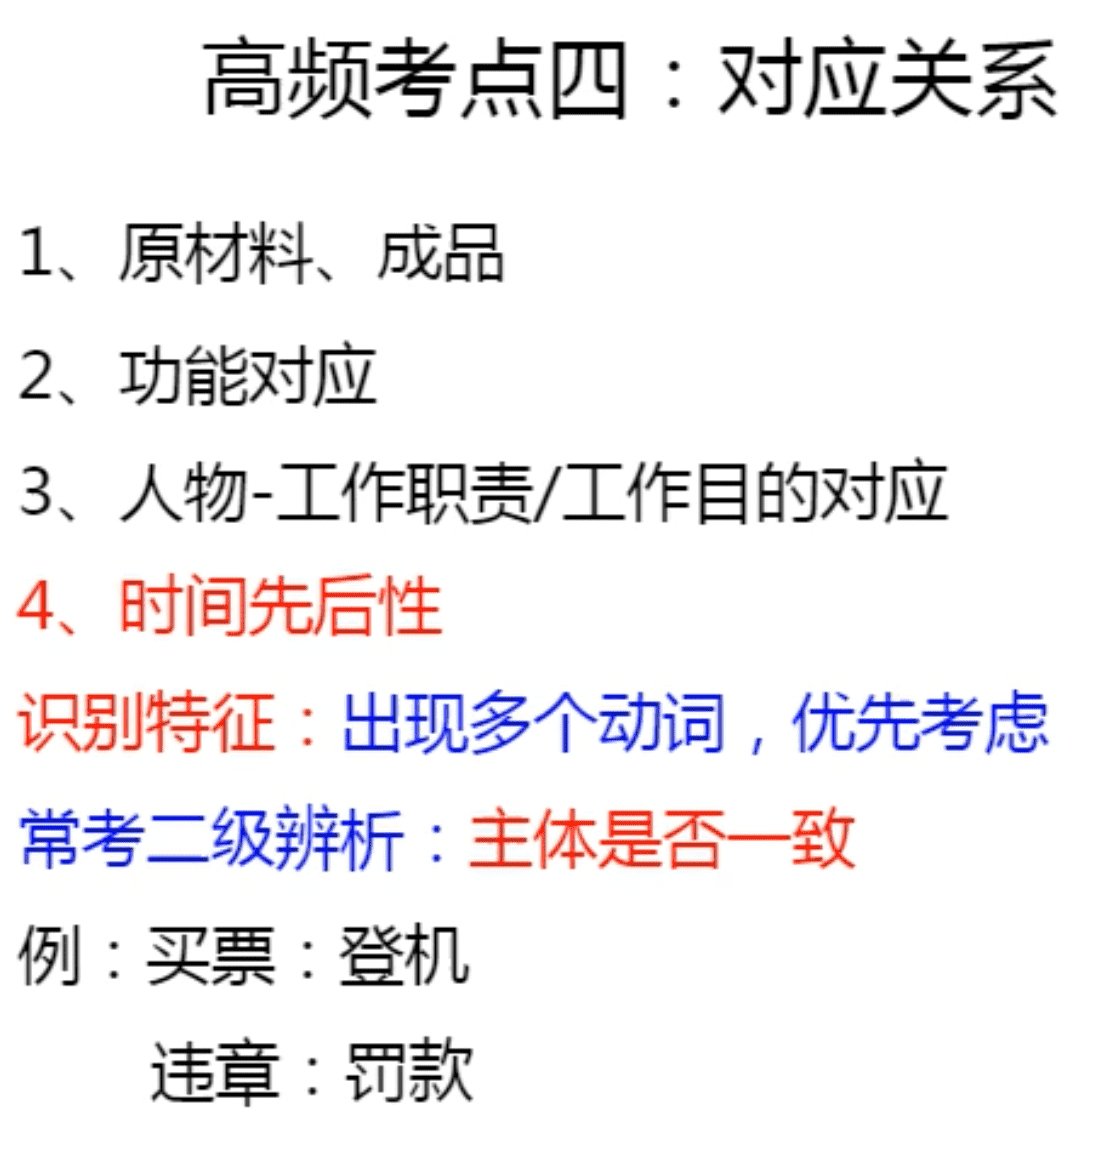 高频考点四：对应关系
1、原材料、成品
2、功能对应
3、人物-工作职责/工作目的对应
4、时间先后性
识别特征：出现多个动词，优先考虑
常考二级辨析：主体是否一致
例：买票：登机
违章：罚款